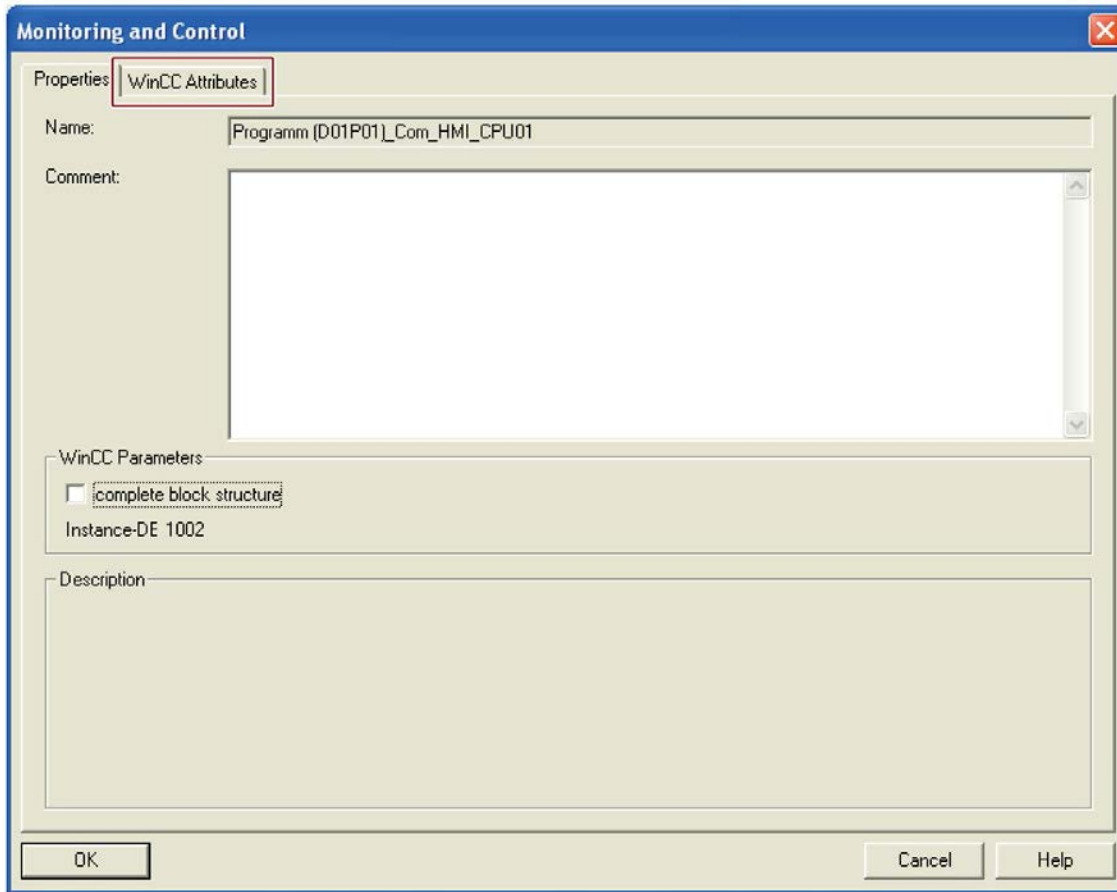 Monitoring and Control
Properties WinCC Attributes
Name: Programm (D01P01)_Com_HMI_CPU01
Comment:
WinCC Parameters
complete block structure
Instance-DE 1002
Description
OK Cancel Help